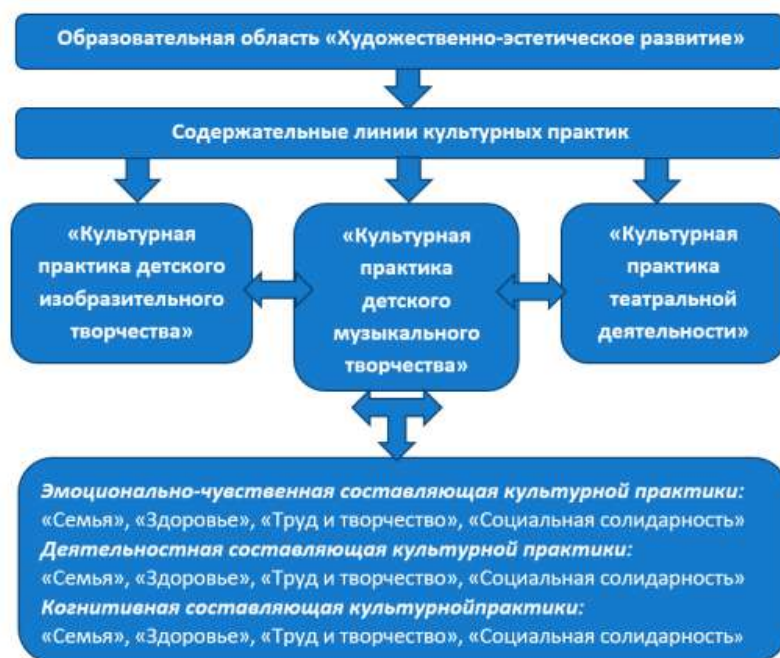 Образовательная область «Художественно-эстетическое развитие»
Содержательные линии культурных практик
«Культурная
практика детского
изобразительного
творчества»
«Культурная
практика
детского
музыкального
творчества»
«Культурная
практика
театральной
деятельности»
Эмоционально-чувственная составляющая культурной практики:
«Семья», «Здоровье», «Труд и творчество», «Социальная солидарность»
Деятельностная составляющая культурной практики:
«Семья», «Здоровье», «Труд и творчество», «Социальная солидарность»
Когнитивная составляющая культурнойпрактики:
«Семья», «Здоровье», «Труд и творчество», «Социальная солидарность»